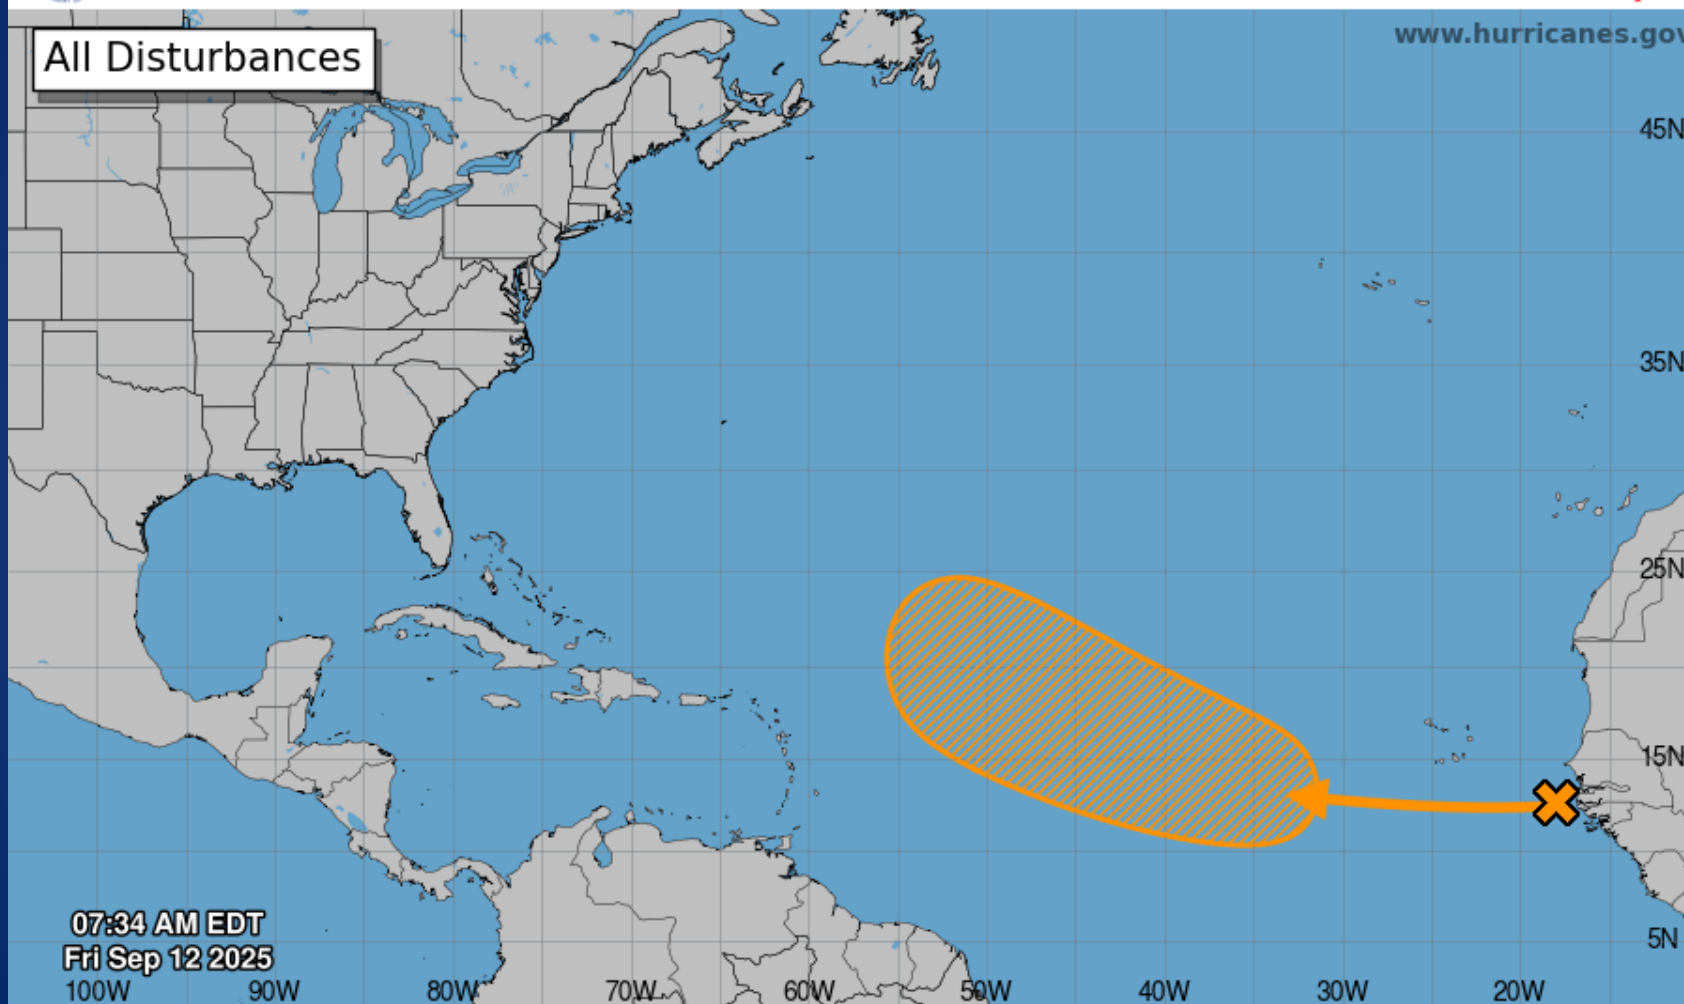 All Disturbances
www.hurricanes.gov
45N
35N
25N
15N
07:34 AM EDT
Fri Sep 12 2025
5N
100W 90W 80W 70W 60W 50W 40W 30W 20W